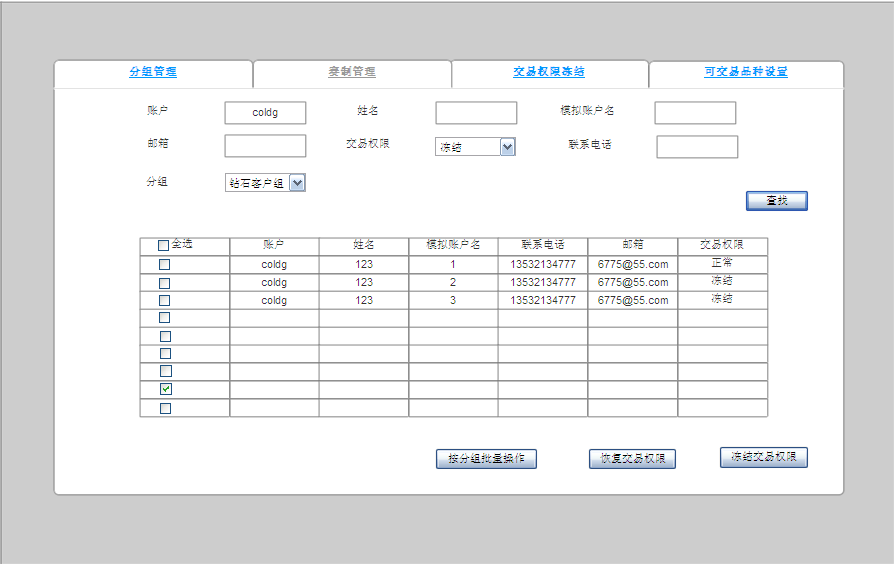 分组管理 赛制管理 交易权限冻结 可交易品种设置
账户 coldg 姓名 模拟账户名
邮箱 交易权限 冻结 联系电话
分组 钻石客户组
查找
全选 账户 姓名 模拟账户名 联系电话 邮箱 交易权限
coldg 123 1 13532134777 6775@55.com 正常
coldg 123 2 13532134777 6775@55.com 冻结
coldg 123 3 13532134777 6775@55.com 冻结
按分组批量操作 恢复交易权限 冻结交易权限